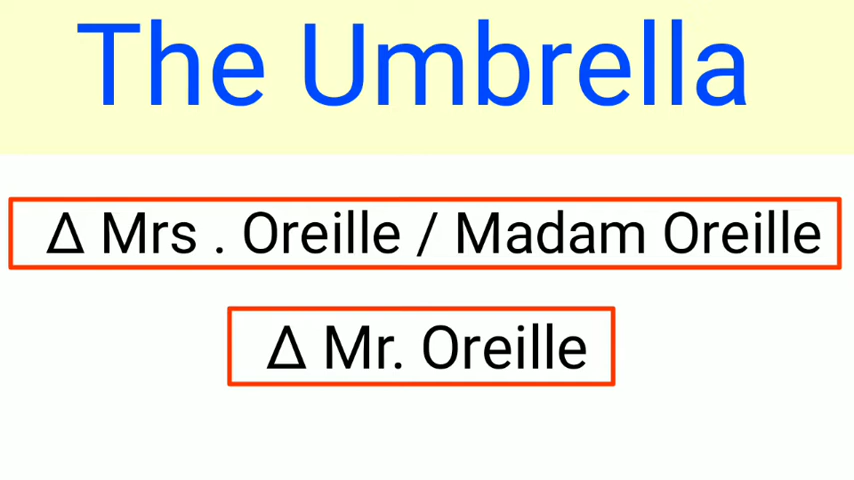 The Umbrella
Δ Mrs . Oreille / Madam Oreille
Δ Mr. Oreille